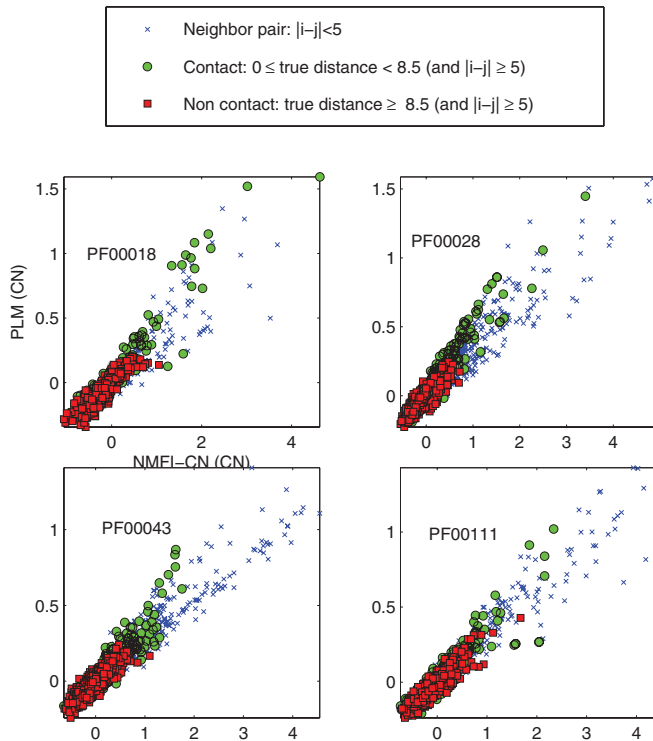 Neighbor pair: |i−j|<5
Contact: 0 ≤ true distance < 8.5 (and |i−j| ≥ 5)
Non contact: true distance ≥ 8.5 (and |i−j| ≥ 5)
1.5
1
0.5
0
PLM (CN)
PF00018
0 2 4
NMFI−CN (CN)
1.5
1
0.5
0
PF00028
0 1 2 3 4
1
0.5
0
PF00043
0 1 2 3 4
1
0.5
0
PF00111
0 1 2 3 4